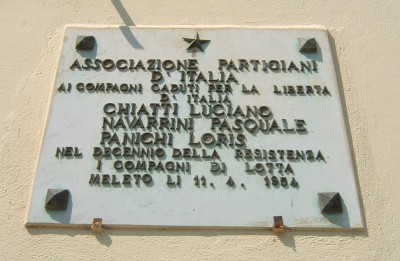 ASSOCIAZIONE PARTIGIANI
D'ITALIA
AI COMPAGNI CADUTI PER LA LIBERTA
D'ITALIA
CHIATTI LUCIANO
NAVARRINI PASQUALE
PANICHI LORIS
NEL DECENNIO DELLA RESISTENZA
I COMPAGNI DI LOTTA
MELETO LI 11. 4. 1954